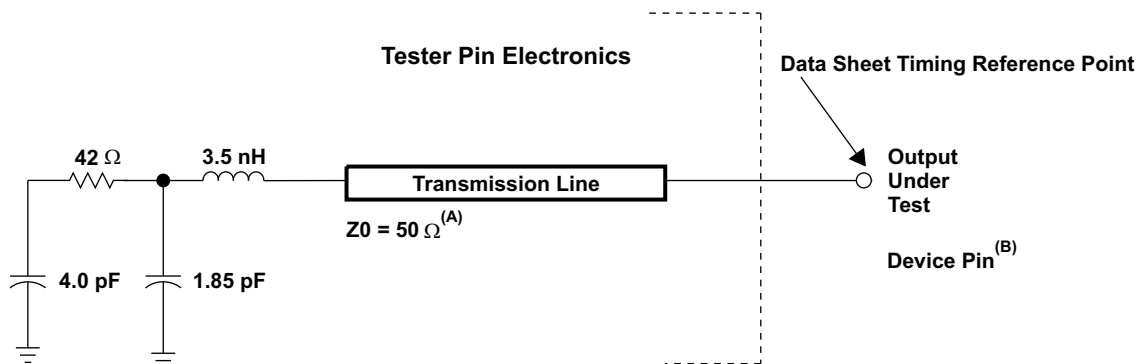 Tester Pin Electronics
Data Sheet Timing Reference Point
42 Ω
3.5 nH
Transmission Line
Output
Under
Test
Z0 = 50 Ω(A)
Device Pin(B)
4.0 pF
1.85 pF